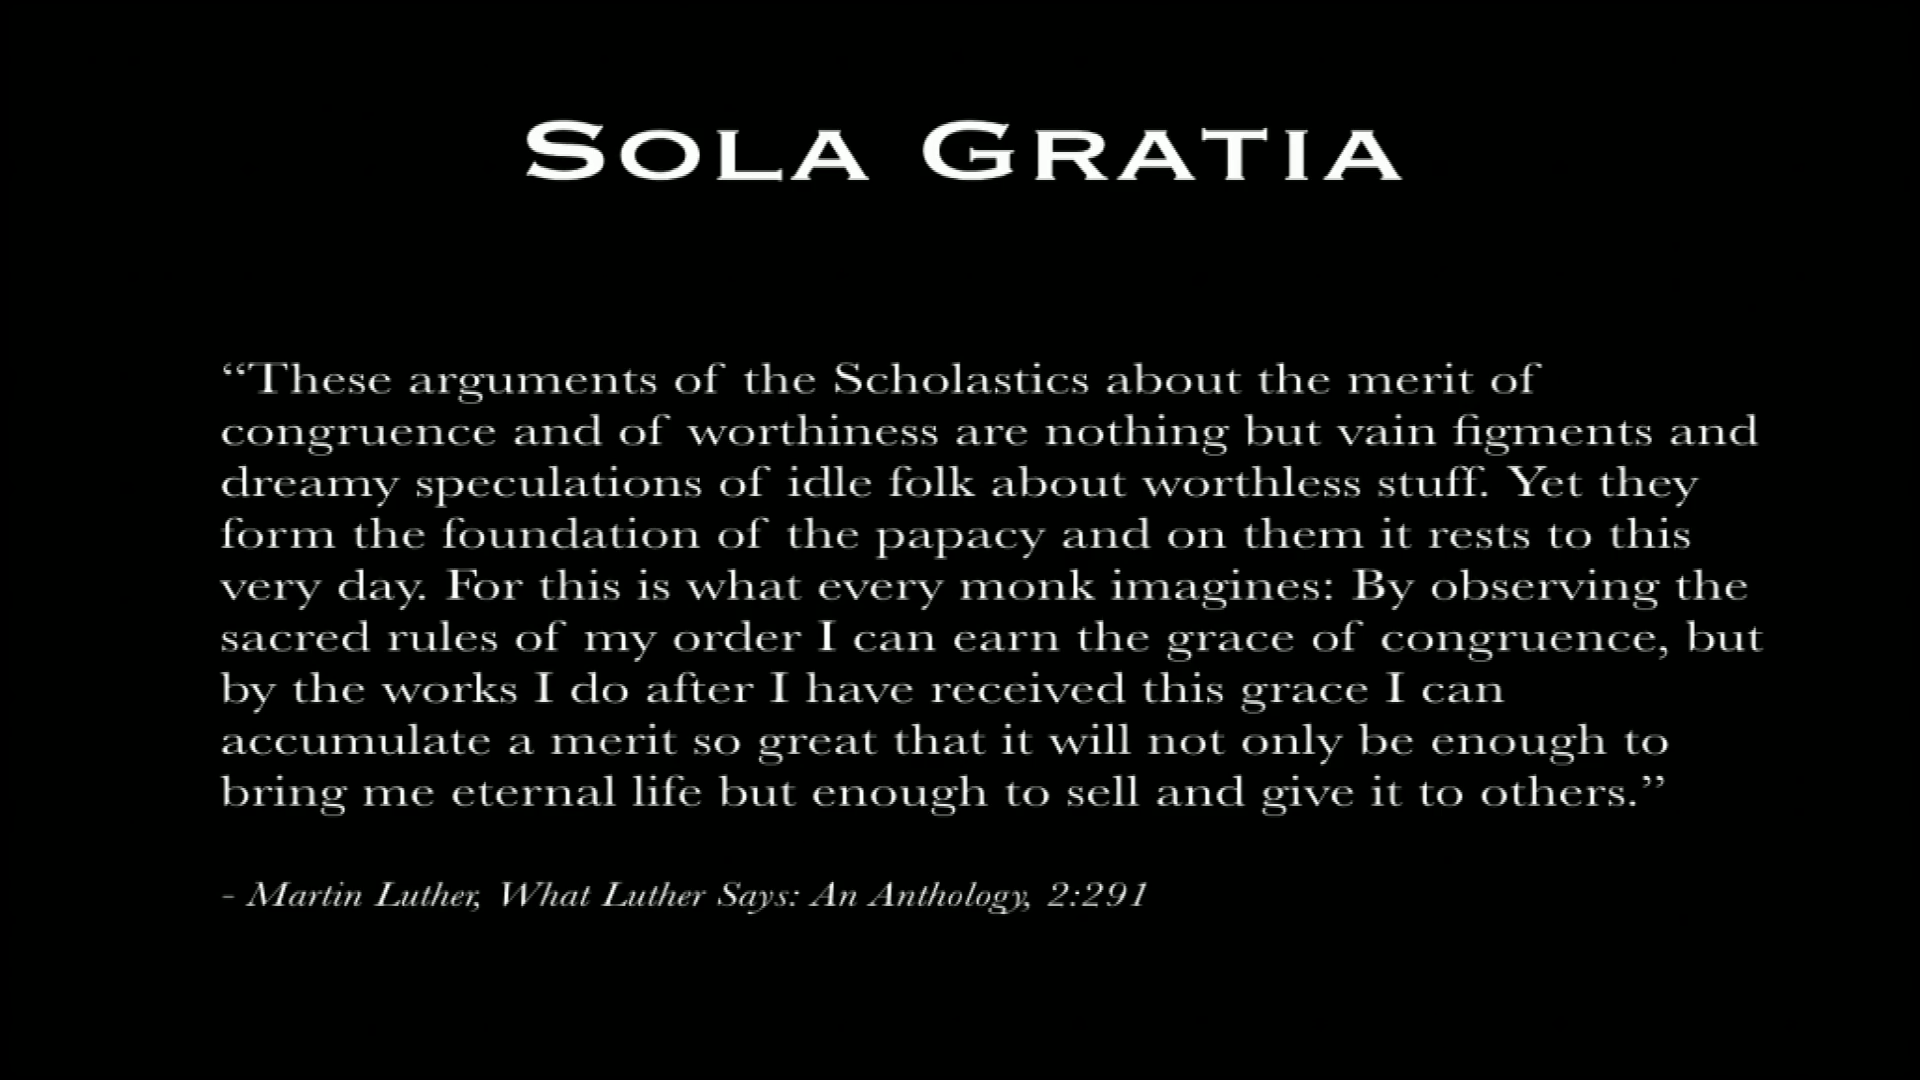 SOLA GRATIA
“These arguments of the Scholastics about the merit of
congruence and of worthiness are nothing but vain figments and
dreamy speculations of idle folk about worthless stuff. Yet they
form the foundation of the papacy and on them it rests to this
very day. For this is what every monk imagines: By observing the
sacred rules of my order I can earn the grace of congruence, but
by the works I do after I have received this grace I can
accumulate a merit so great that it will not only be enough to
bring me eternal life but enough to sell and give it to others.”
- Martin Luther, What Luther Says: An Anthology, 2:291